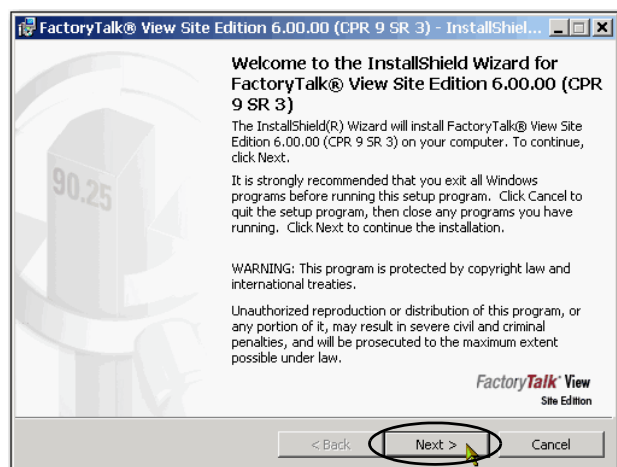 FactoryTalk® View Site Edition 6.00.00 (CPR 9 SR 3) - InstallShiel...
Welcome to the InstallShield Wizard for
FactoryTalk® View Site Edition 6.00.00 (CPR
9 SR 3)
The InstallShield(R) Wizard will install FactoryTalk® View Site
Edition 6.00.00 (CPR 9 SR 3) on your computer. To continue,
click Next.
It is strongly recommended that you exit all Windows
programs before running this setup program. Click Cancel to
quit the setup program, then close any programs you have
running. Click Next to continue the installation.
90.25
WARNING: This program is protected by copyright law and
international treaties.
Unauthorized reproduction or distribution of this program, or
any portion of it, may result in severe civil and criminal
penalties, and will be prosecuted to the maximum extent
possible under law.
FactoryTalk® View
Site Edition
< Back
Next >
Cancel